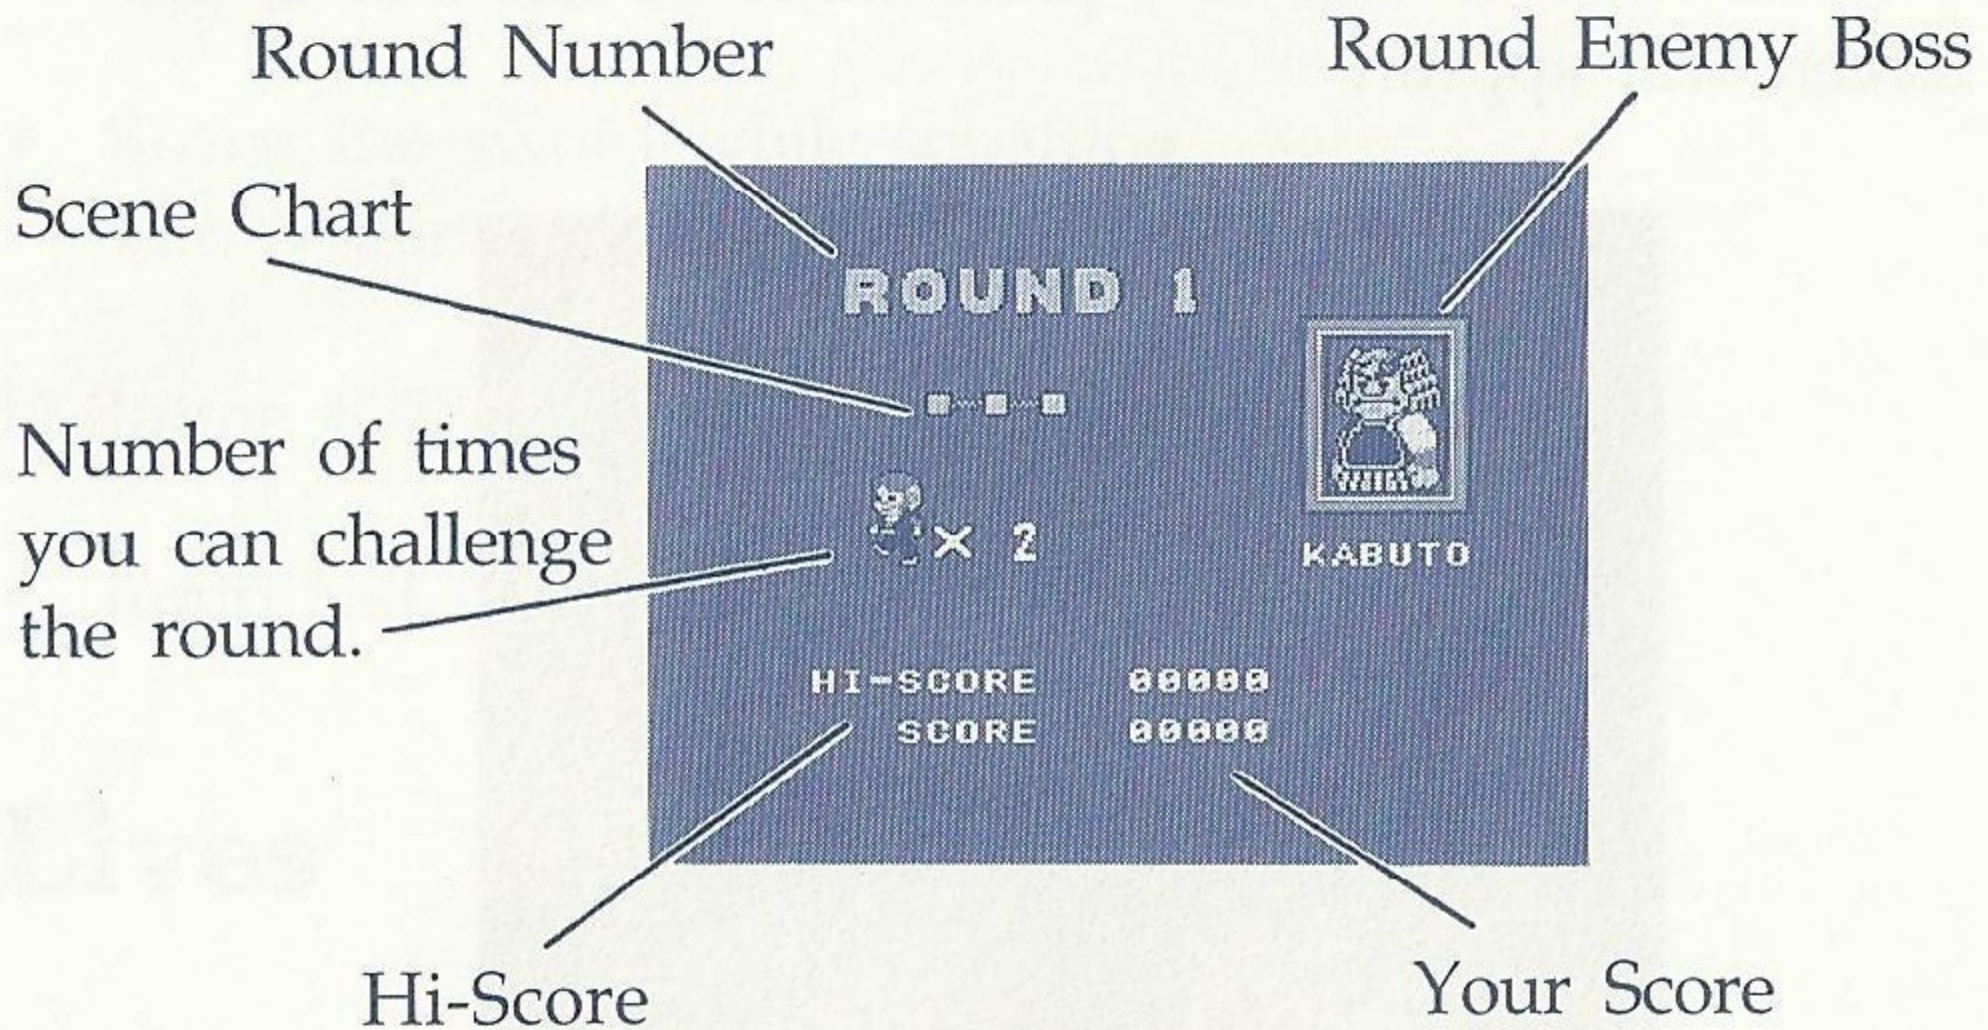 Round Number
Round Enemy Boss
Scene Chart
ROUND 1
Number of times
you can challenge
the round.
× 2
KABUTO
HI-SCORE 00000
SCORE 00000
Hi-Score
Your Score